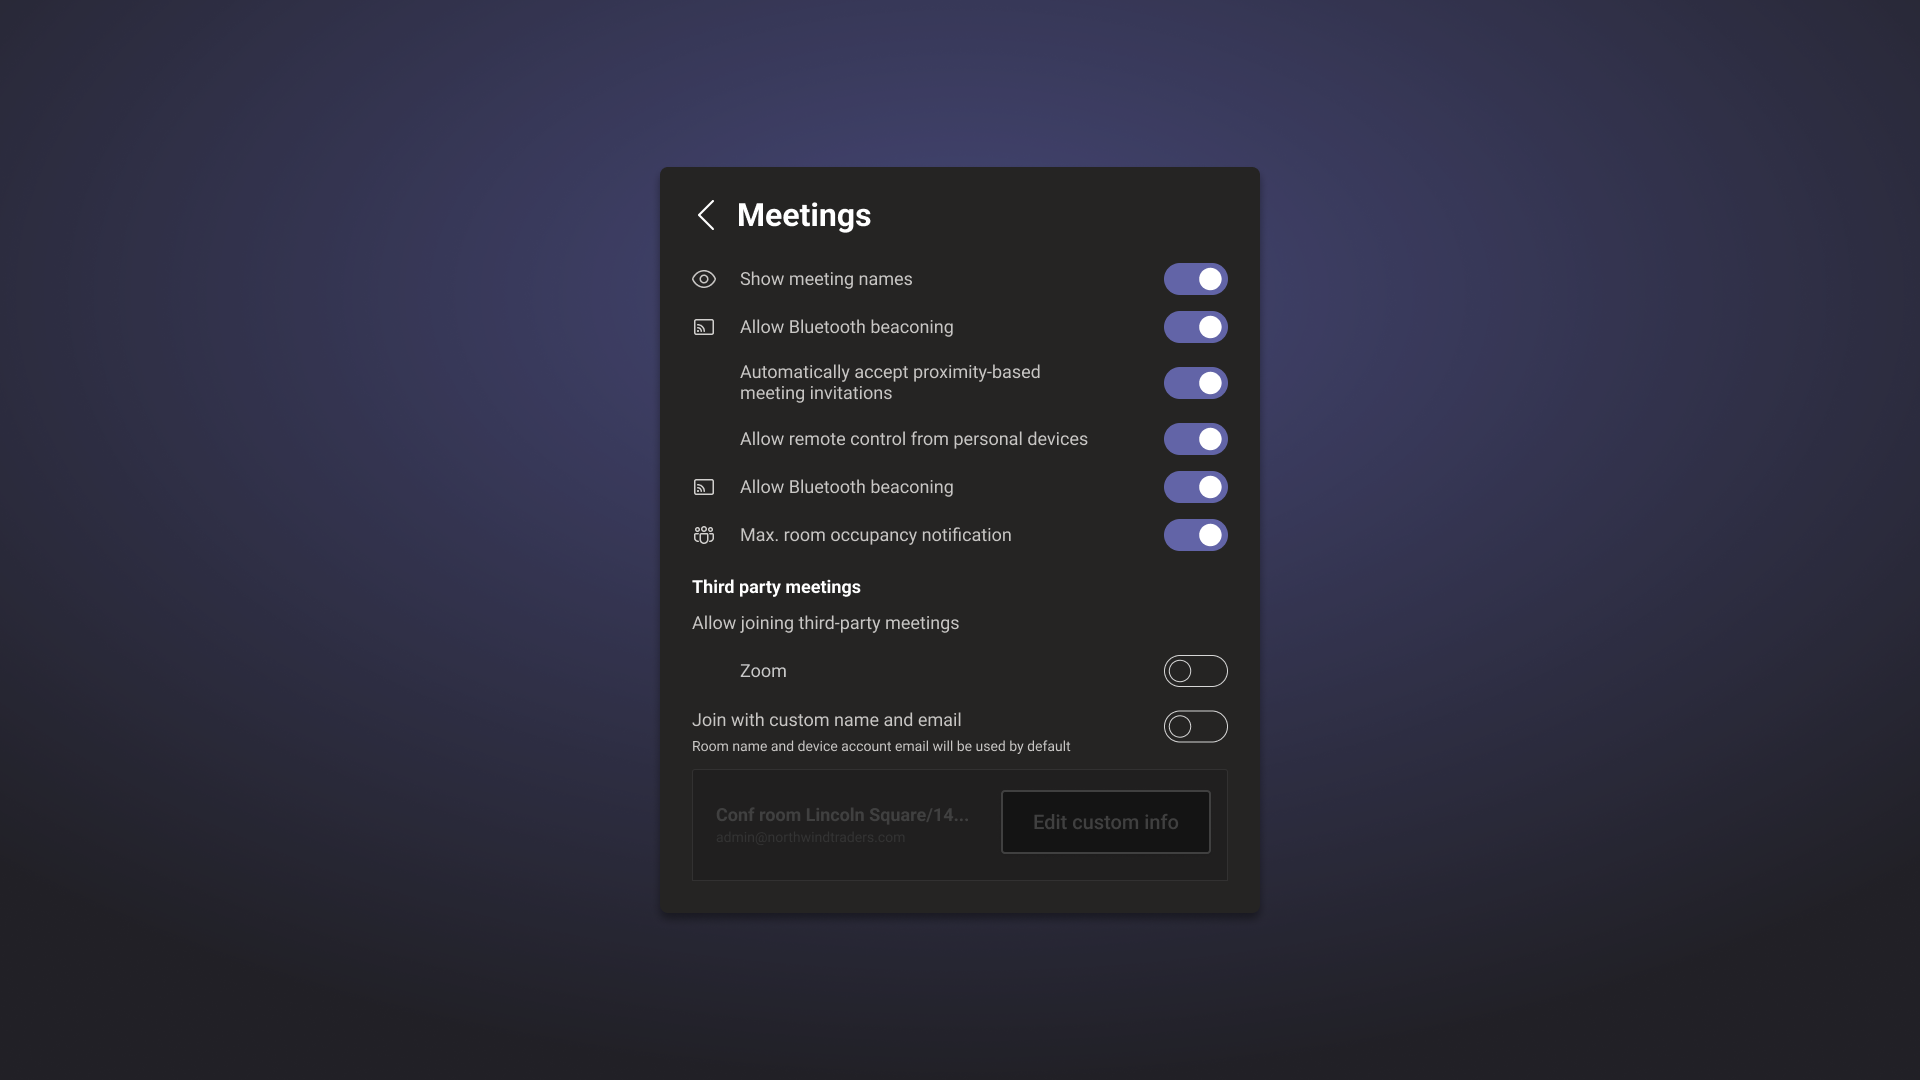 Meetings
Show meeting names
Allow Bluetooth beaconing
Automatically accept proximity-based
meeting invitations
Allow remote control from personal devices
Allow Bluetooth beaconing
Max. room occupancy notification
Third party meetings
Allow joining third-party meetings
Zoom
Join with custom name and email
Room name and device account email will be used by default
Conf room Lincoln Square/14...
admin@northwindtraders.com
Edit custom info